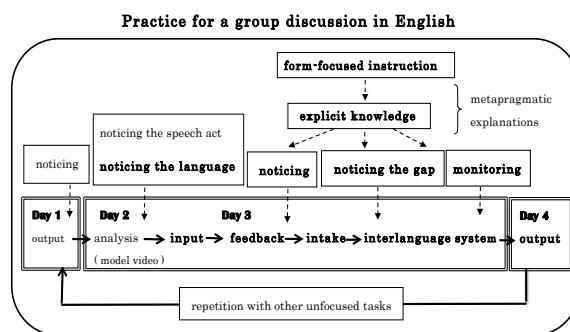 Practice for a group discussion in English
form-focused instruction
explicit knowledge
metapragmatic
explanations
noticing the speech act
noticing the language
noticing
noticing
noticing the gap
monitoring
Day 1
Day 2
Day 3
Day 4
output
analysis
input
feedback
intake
interlanguage system
output
( model video )
repetition with other unfocused tasks